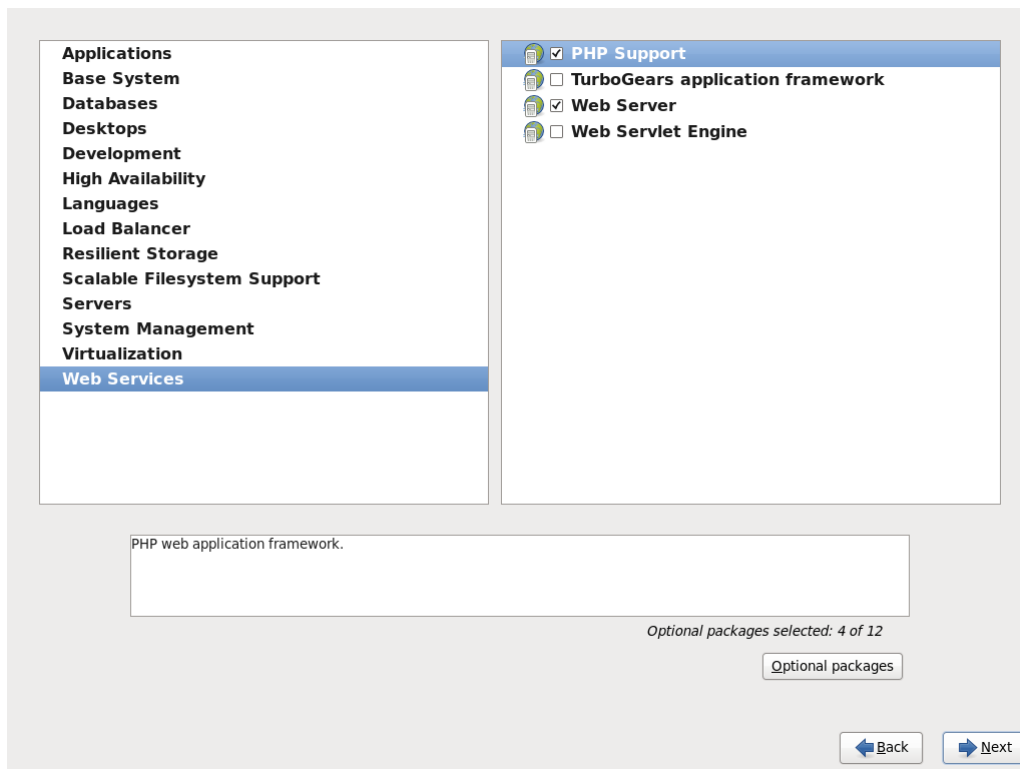 Applications
Base System
Databases
Desktops
Development
High Availability
Languages
Load Balancer
Resilient Storage
Scalable Filesystem Support
Servers
System Management
Virtualization
Web Services
PHP Support
TurboGears application framework
Web Server
Web Servlet Engine
PHP web application framework.
Optional packages selected: 4 of 12
Optional packages
Back
Next